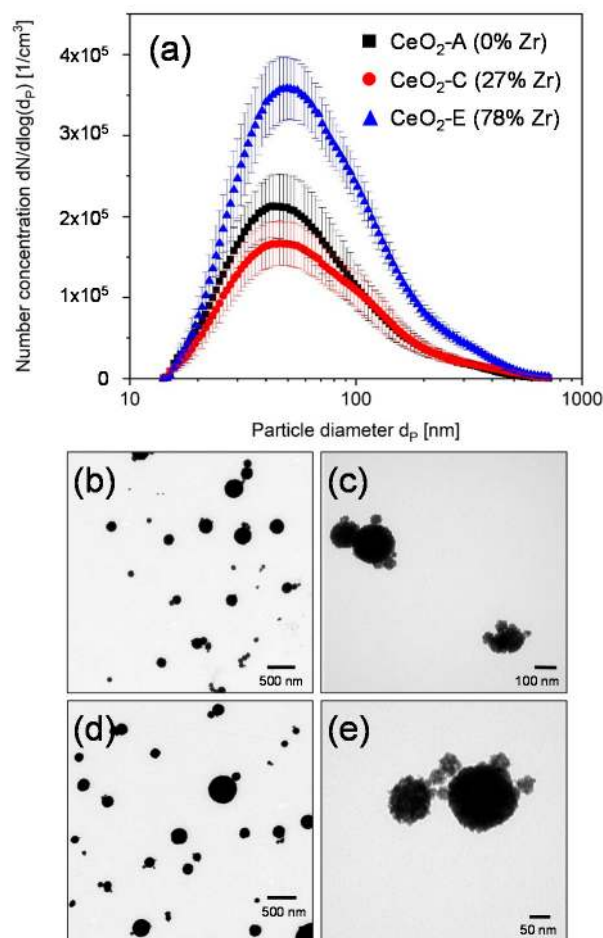 (a)
CeO₂-A (0% Zr)
CeO₂-C (27% Zr)
CeO₂-E (78% Zr)
Number concentration dN/dlog(dₚ) [1/cm³]
4x10⁵
3x10⁵
2x10⁵
1x10⁵
0
10
100
1000
Particle diameter dₚ [nm]
(b)
500 nm
(c)
100 nm
(d)
500 nm
(e)
50 nm